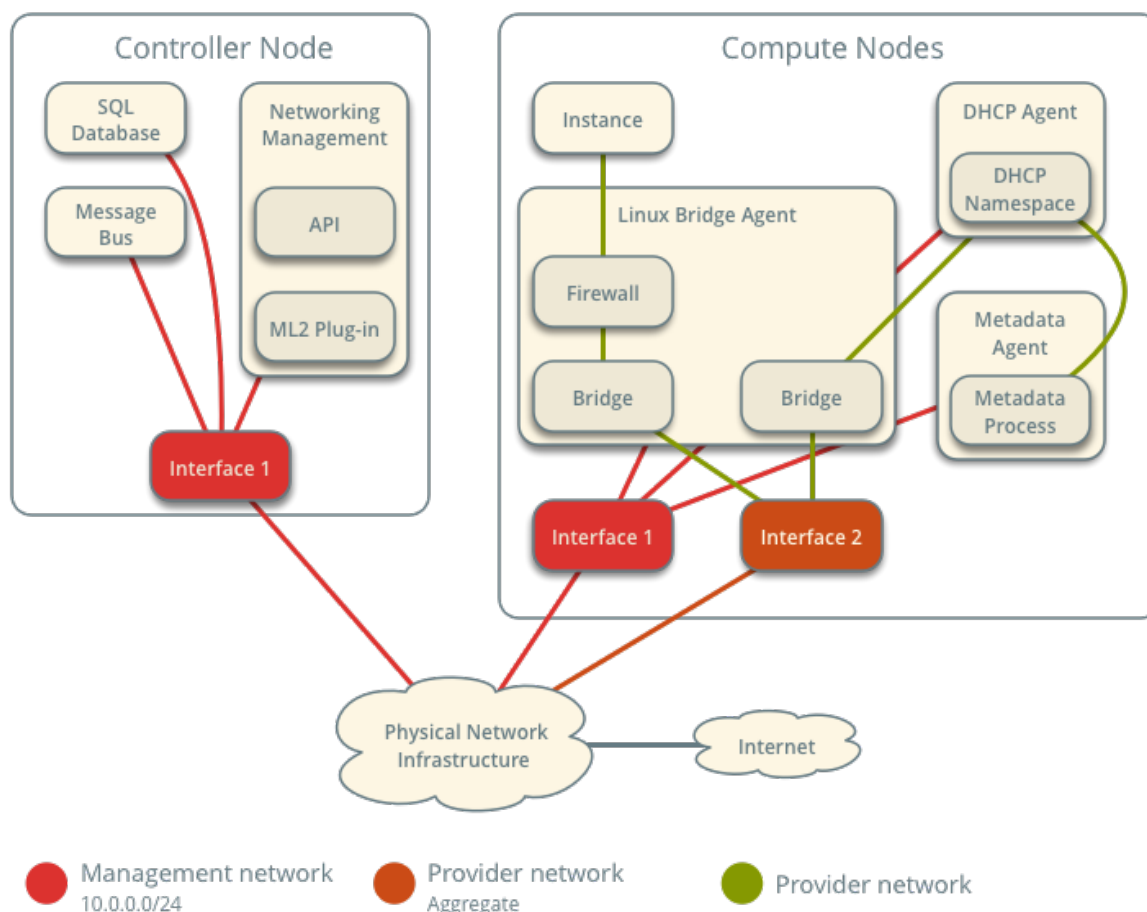 Controller Node
SQL
Database
Message
Bus
Networking
Management
API
ML2 Plug-in
Interface 1
Compute Nodes
Instance
Linux Bridge Agent
Firewall
Bridge
Bridge
DHCP Agent
DHCP
Namespace
Metadata
Agent
Metadata
Process
Interface 1
Interface 2
Physical Network
Infrastructure
Internet
Management network
10.0.0.0/24
Provider network
Aggregate
Provider network